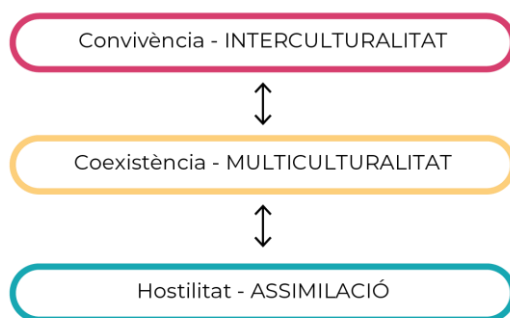 Convivència - INTERCULTURALITAT
Coexistència - MULTICULTURALITAT
Hostilitat - ASSIMILACIÓ